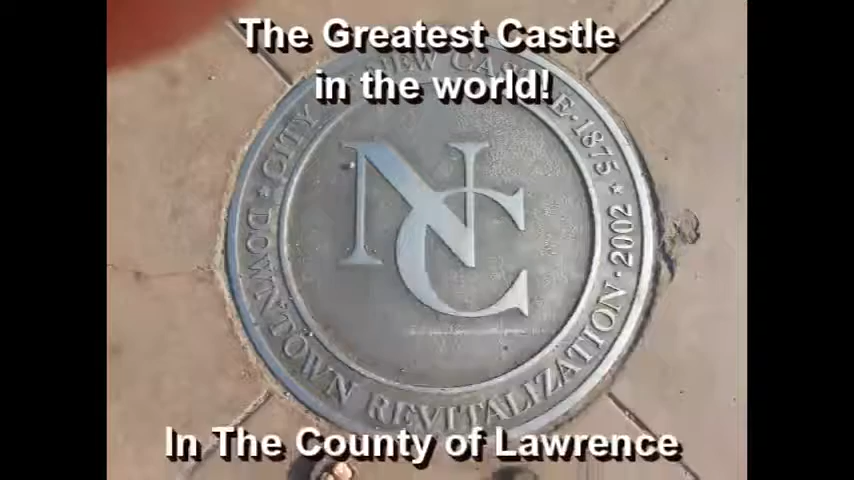 The Greatest Castle
in the world!
CITY OF NEW CASTLE · 1875 ★ 2002 · DOWNTOWN REVITALIZATION ★
NC
In The County of Lawrence